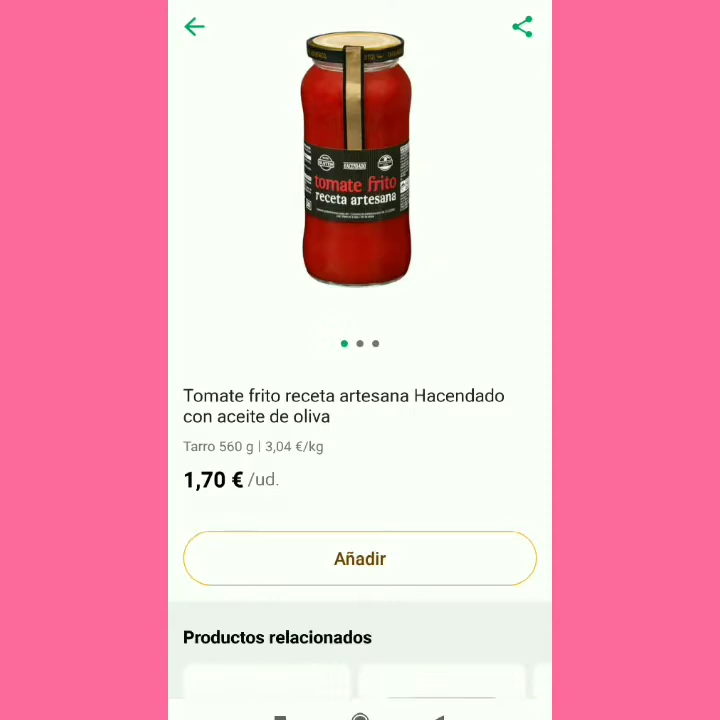 HACENDADO
tomate frito
receta artesana
Tomate frito receta artesana Hacendado
con aceite de oliva
Tarro 560 g | 3,04 €/kg
1,70 € /ud.
Añadir
Productos relacionados